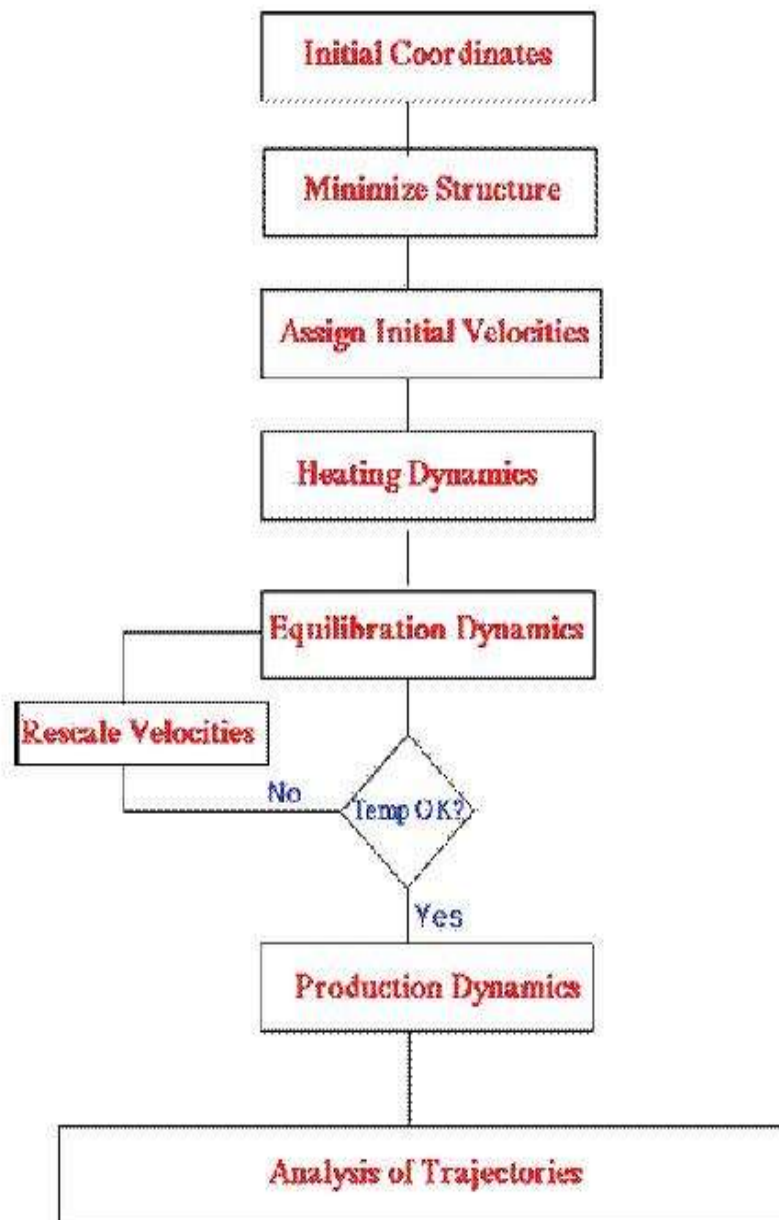 Initial Coordinates
Minimize Structure
Assign Initial Velocities
Heating Dynamics
Equilibration Dynamics
Rescale Velocities
No
Temp OK?
Yes
Production Dynamics
Analysis of Trajectories